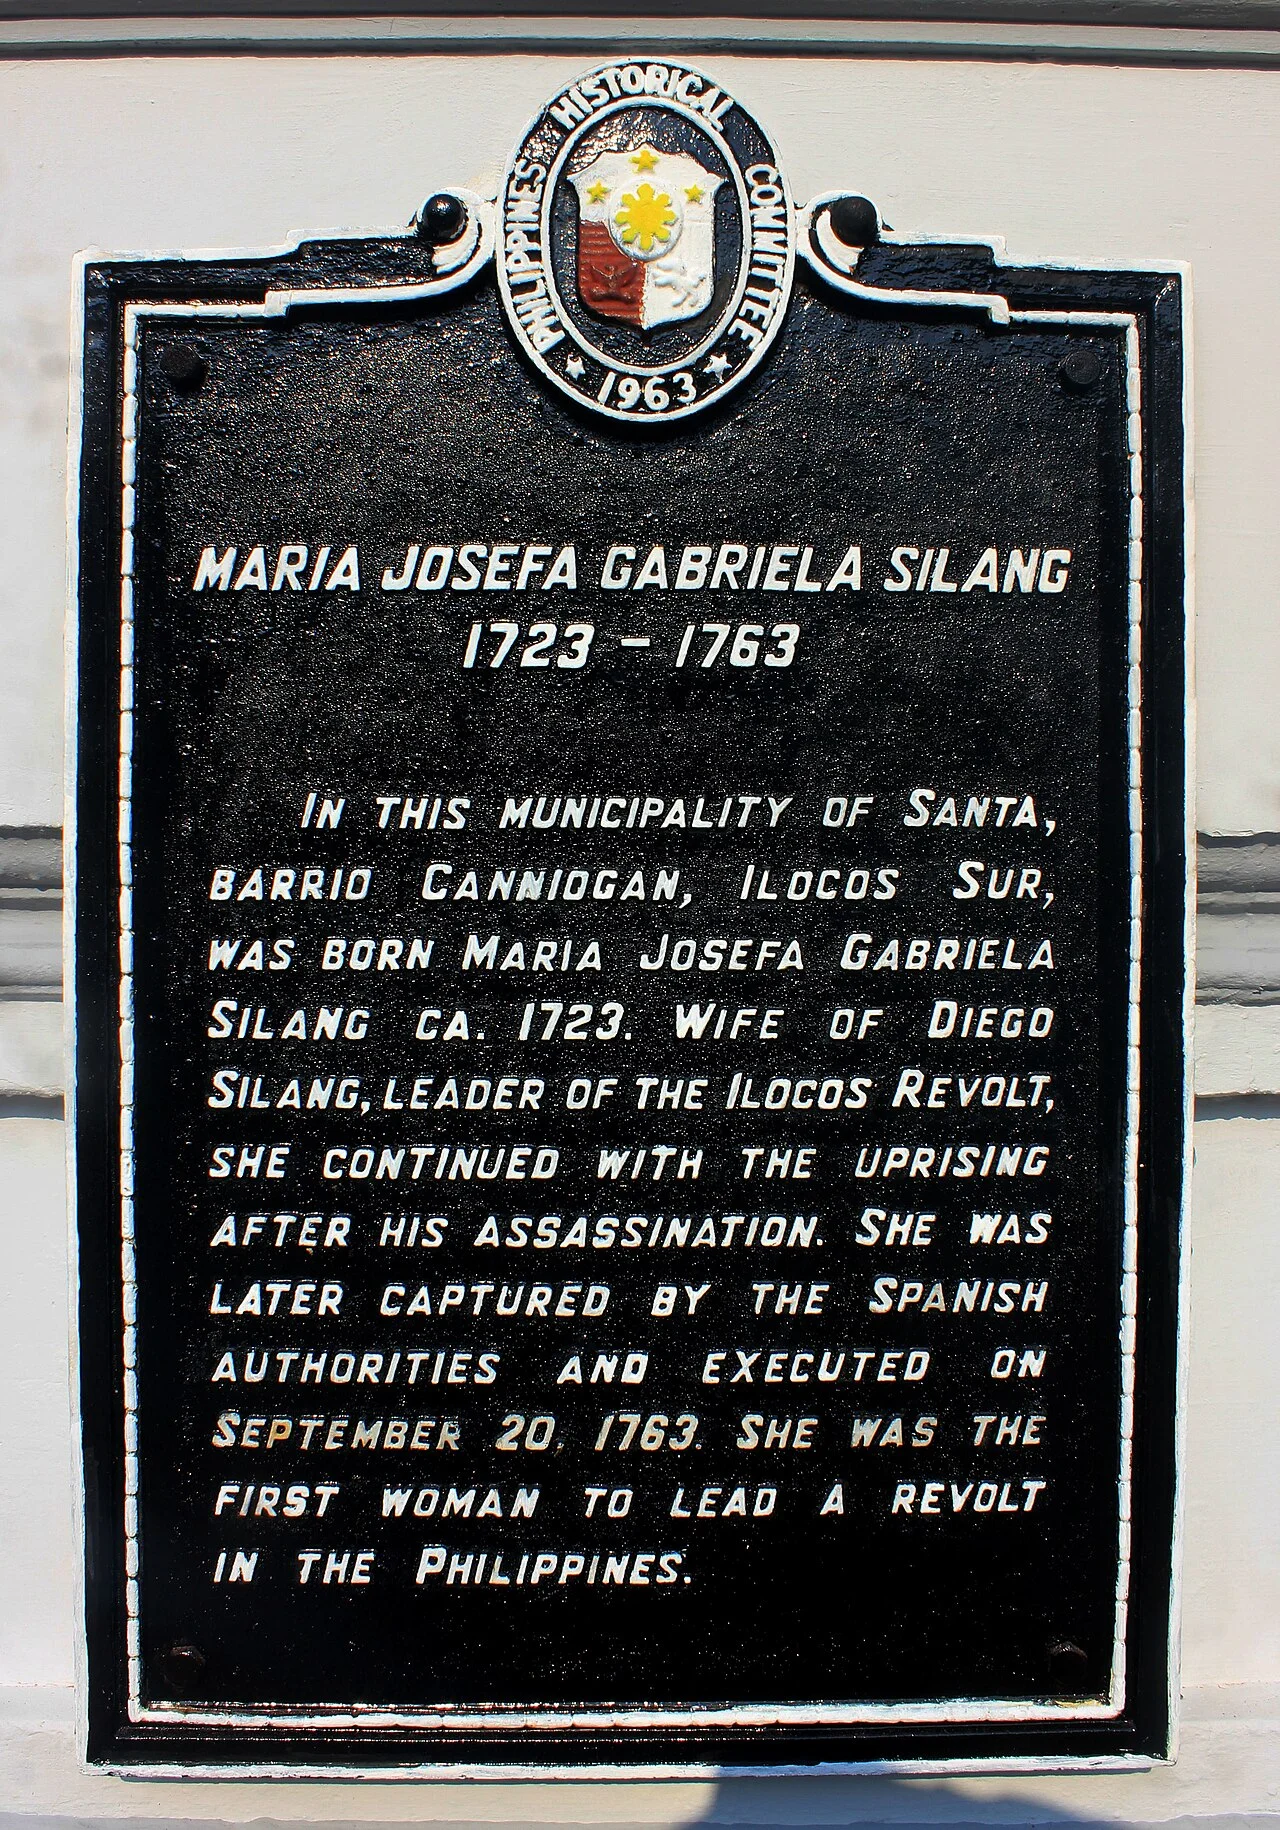 PHILIPPINES HISTORICAL COMMITTEE
1963
MARIA JOSEFA GABRIELA SILANG
1723 - 1763
IN THIS MUNICIPALITY OF SANTA,
BARRIO CANNIOGAN, ILOCOS SUR,
WAS BORN MARIA JOSEFA GABRIELA
SILANG CA. 1723. WIFE OF DIEGO
SILANG, LEADER OF THE ILOCOS REVOLT,
SHE CONTINUED WITH THE UPRISING
AFTER HIS ASSASSINATION. SHE WAS
LATER CAPTURED BY THE SPANISH
AUTHORITIES AND EXECUTED ON
SEPTEMBER 20, 1763. SHE WAS THE
FIRST WOMAN TO LEAD A REVOLT
IN THE PHILIPPINES.